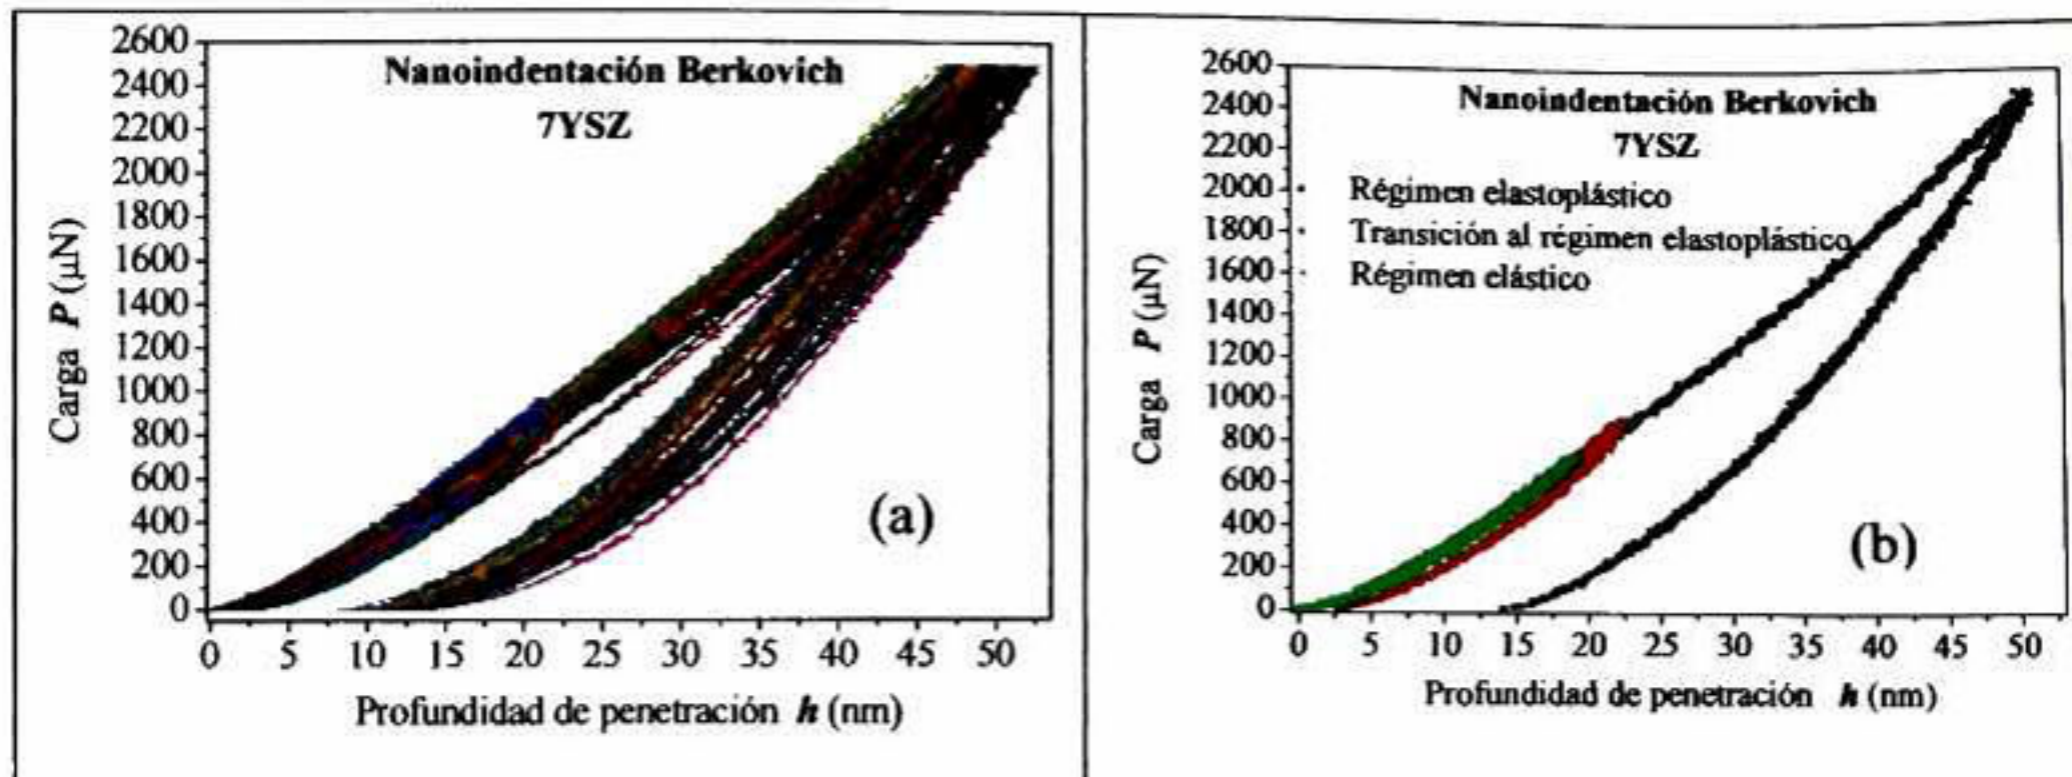 2600
2400
2200
2000
1800
1600
1400
1200
1000
800
600
400
200
0
Carga P (μN)
Nanoindentación Berkovich
7YSZ
(a)
0 5 10 15 20 25 30 35 40 45 50
Profundidad de penetración h (nm)
2600
2400
2200
2000
1800
1600
1400
1200
1000
800
600
400
200
0
Carga P (μN)
Nanoindentación Berkovich
7YSZ
Régimen elastoplástico
Transición al régimen elastoplástico
Régimen elástico
(b)
0 5 10 15 20 25 30 35 40 45 50
Profundidad de penetración h (nm)